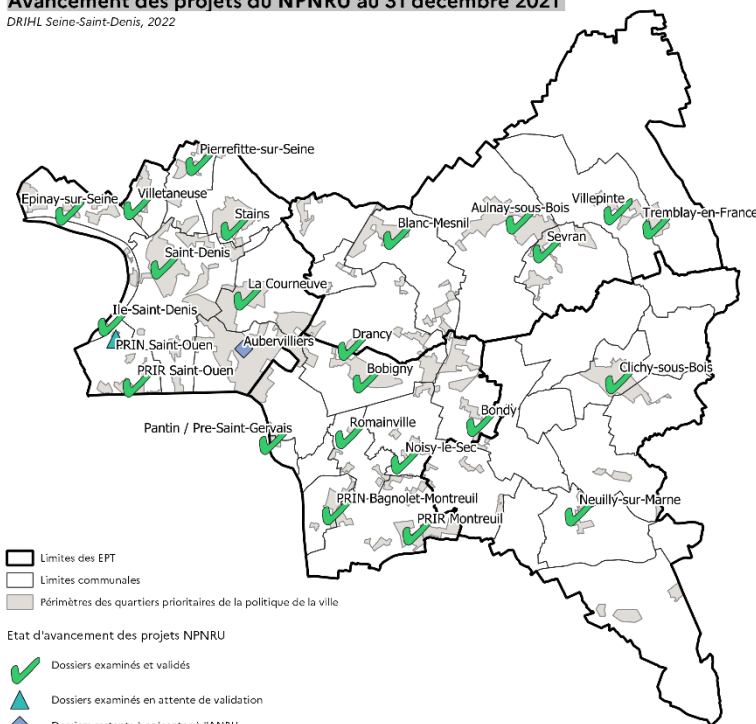 Avancement des projets du NPNRU au 31 décembre 2021
DRIHL Seine-Saint-Denis, 2022
Pierrefitte-sur-Seine
Epinay-sur-Seine
Villetaneuse
Stains
Saint-Denis
La Courneuve
Ile-Saint-Denis
PRIN Saint-Ouen
Aubervilliers
PRIR Saint-Ouen
Pantin / Pre-Saint-Gervais
Blanc-Mesnil
Aulnay-sous-Bois
Villepinte
Tremblay-en-France
Sevran
Drancy
Bobigny
Clichy-sous-Bois
Bondy
Romainville
Noisy-le-Sec
PRIN Bagnolet-Montreuil
PRIR Montreuil
Neuilly-sur-Marne
Limites des EPT
Limites communales
Périmètres des quartiers prioritaires de la politique de la ville
Etat d'avancement des projets NPNRU
Dossiers examinés et validés
Dossiers examinés en attente de validation